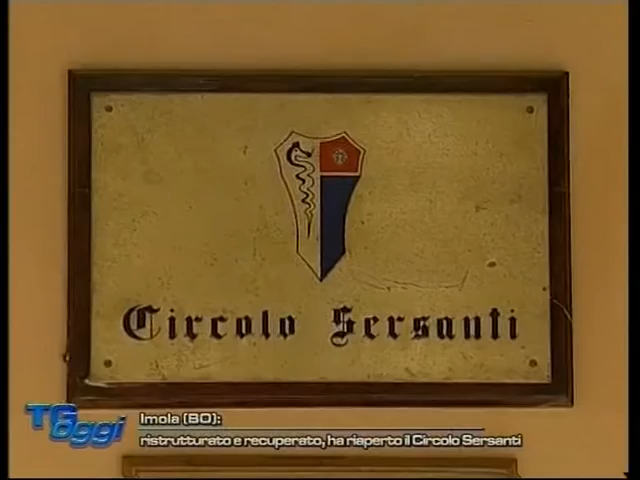 Circolo Sersanti
TG Oggi
Imola (BO):
ristrutturato e recuperato, ha riaperto il Circolo Sersanti